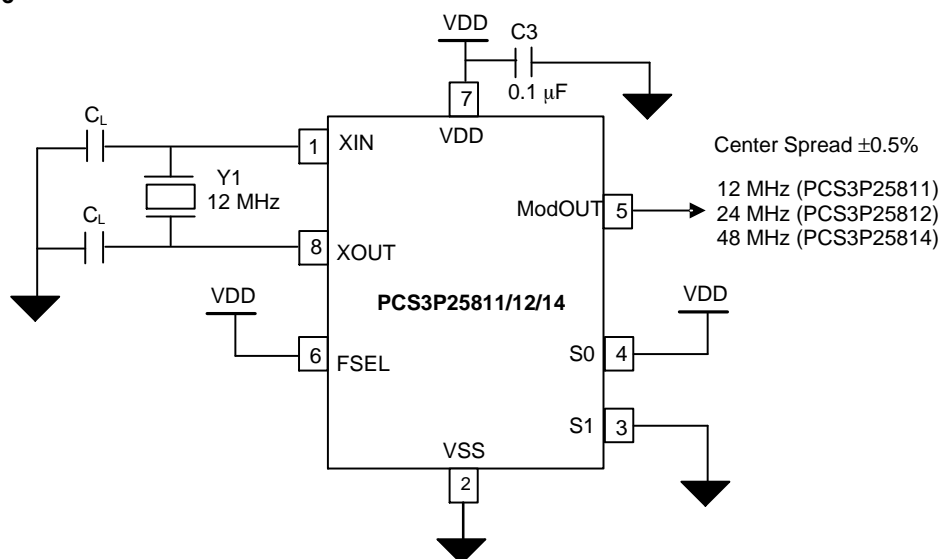 VDD
C3
0.1 µF
7
VDD
CL
1
XIN
Y1
12 MHz
CL
8
XOUT
Center Spread ±0.5%
ModOUT
5
12 MHz (PCS3P25811)
24 MHz (PCS3P25812)
48 MHz (PCS3P25814)
PCS3P25811/12/14
VDD
6
FSEL
VDD
S0
4
S1
3
VSS
2